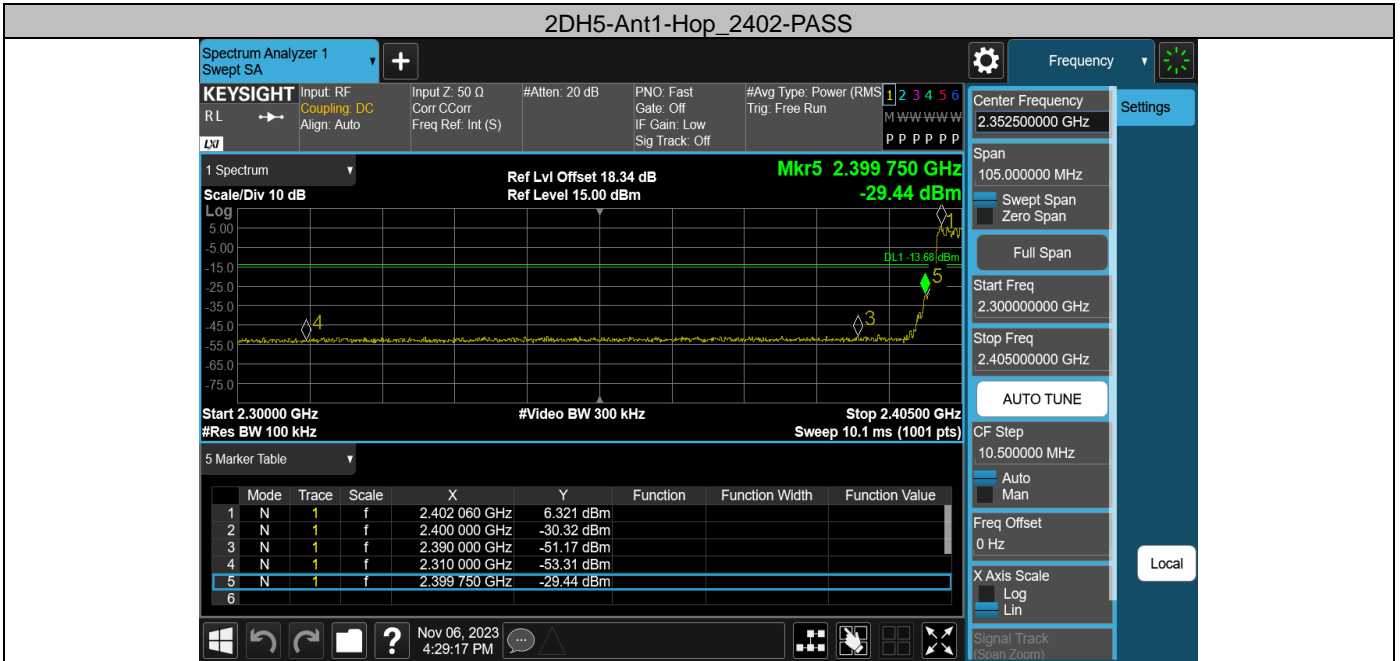 2DH5-Ant1-Hop_2402-PASS
Spectrum Analyzer 1
Swept SA
+
Frequency
KEYSIGHT
RL
LXI
Input: RF
Coupling: DC
Align: Auto
Input Z: 50 Ω
Corr CCorr
Freq Ref: Int (S)
#Atten: 20 dB
PNO: Fast
Gate: Off
IF Gain: Low
Sig Track: Off
#Avg Type: Power (RMS
Trig: Free Run
1 2 3 4 5 6
M W W W W W
P P P P P P
1 Spectrum
Scale/Div 10 dB
Ref Lvl Offset 18.34 dB
Ref Level 15.00 dBm
Mkr5 2.399 750 GHz
-29.44 dBm
Log
5.00
-5.00
-15.0
-25.0
-35.0
-45.0
-55.0
-65.0
-75.0
1
DL1 -13.68 dBm
5
3
4
Start 2.30000 GHz
#Video BW 300 kHz
Stop 2.40500 GHz
#Res BW 100 kHz
Sweep 10.1 ms (1001 pts)
5 Marker Table
Mode Trace Scale X Y Function Function Width Function Value
1 N 1 f 2.402 060 GHz 6.321 dBm
2 N 1 f 2.400 000 GHz -30.32 dBm
3 N 1 f 2.390 000 GHz -51.17 dBm
4 N 1 f 2.310 000 GHz -53.31 dBm
5 N 1 f 2.399 750 GHz -29.44 dBm
6
?
Nov 06, 2023
4:29:17 PM
Center Frequency
2.352500000 GHz
Settings
Span
105.000000 MHz
Swept Span
Zero Span
Full Span
Start Freq
2.300000000 GHz
Stop Freq
2.405000000 GHz
AUTO TUNE
CF Step
10.500000 MHz
Auto
Man
Freq Offset
0 Hz
X Axis Scale
Log
Lin
Local
Signal Track
(Span Zoom)